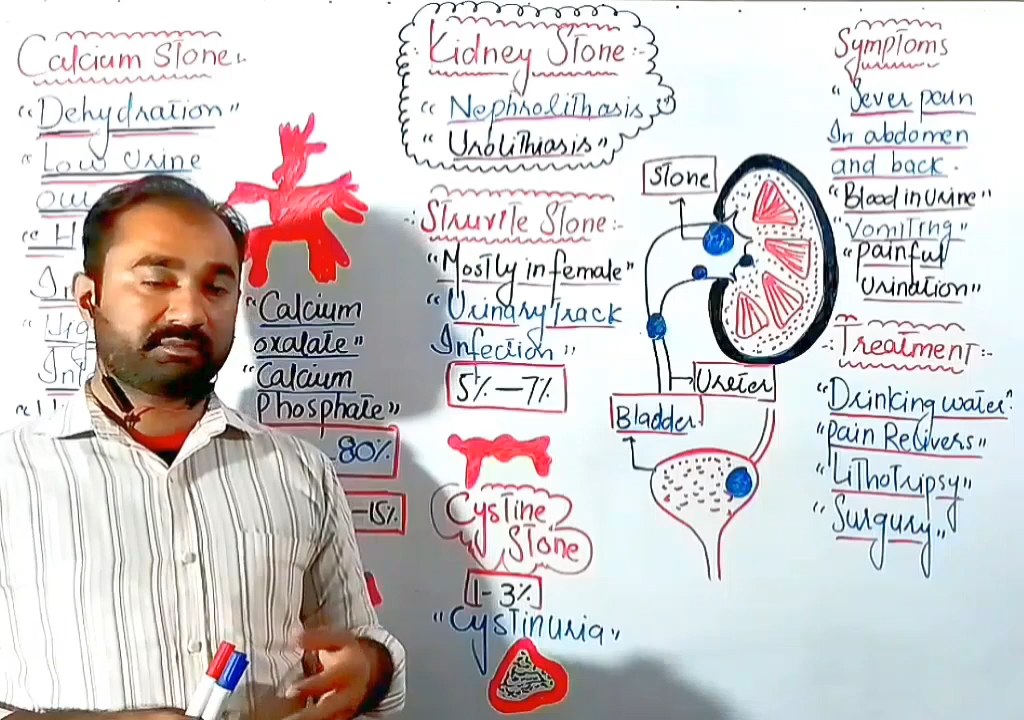 Calcium Stone:-
"Dehydration"
"Low Urine
"Calcium
oxalate"
"Calcium
Phosphate"
-80%
-15%
Kidney Stone:-
"Nephrolithasis"
"Urolithiasis"
Struvite Stone:-
"Mostly in female"
"Urinary Track
Infection"
5%-7%
Cystine
Stone
1-3%
"Cystinuria"
Stone
Ureter
Bladder
Symptoms
"Sever pain
In abdomen
and back.
"Blood in Urine"
"Vomiting"
"Painful
Urination"
Treatment:-
"Drinking water"
"Pain Relivers"
"Lithotripsy"
"Surgury"